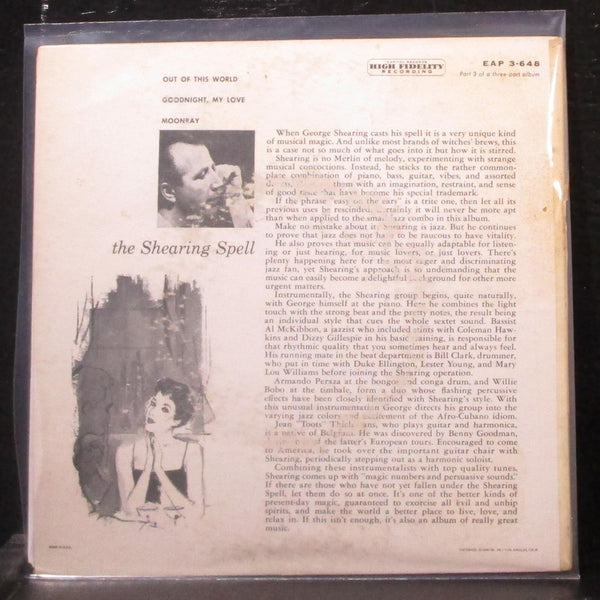 OUT OF THIS WORLD
GOODNIGHT, MY LOVE
MOONRAY
CAPITOL RECORDS
HIGH FIDELITY
RECORDING
EAP 3-648
Part 3 of a three-part album
the Shearing Spell
When George Shearing casts his spell it is a very unique kind
of musical magic. And unlike most brands of witches' brews, this
is a case not so much of what goes into it but how it is stirred.
Shearing is no Merlin of melody, experimenting with strange
musical concoctions. Instead, he sticks to the rather common-
place combination of piano, bass, guitar, vibes, and assorted
them with an imagination, restraint, and sense
of good taste that have become his special trademark.
If the phrase "easy on the ears" is a trite one, then let all its
previous uses be rescinded. Certainly it will never be more apt
than when applied to the small jazz combo in this album.
Make no mistake about it: Shearing is jazz. But he continues
to prove that jazz does not have to be raucous to have vitality.
He also proves that music can be equally adaptable for listen-
ing or just hearing, for music lovers, or just lovers. There's
plenty happening here for the most eager and discriminating
jazz fan, yet Shearing's approach is so undemanding that the
music can easily become a delightful background for other more
urgent matters.
Instrumentally, the Shearing group begins, quite naturally,
with George himself at the piano. Here he combines the light
touch with the strong beat and the pretty notes, the result being
an individual style that cues the whole sextet sound. Bassist
Al McKibbon, a jazzist who included stints with Coleman Haw-
kins and Dizzy Gillespie in his basic training, is responsible for
that rhythmic quality that you sometimes hear and always feel.
His running mate in the beat department is Bill Clark, drummer,
who put in time with Duke Ellington, Lester Young, and Mary
Lou Williams before joining the Shearing operation.
Armando Peraza at the bongos and conga drum, and Willie
Bobo at the timbale, form a duo whose flashing percussive
effects have been closely identified with Shearing's style. With
this unusual instrumentation George directs his group into the
varying jazz colors and excitement of the Afro-Cubano idiom.
Jean "Toots" Thielemans, who plays guitar and harmonica,
is a native of Belgium. He was discovered by Benny Goodman,
one of the latter's European tours. Encouraged to come
to America, he took over the important guitar chair with
Shearing, periodically stepping out as a harmonic soloist.
Combining these instrumentalists with top quality tunes,
Shearing comes up with "magic numbers and persuasive sounds."
If there are those who have not yet fallen under the Shearing
Spell, let them do so at once. It's one of the better kinds of
present-day magic, guaranteed to exorcise all evil and unhip
spirits, and make the world a better place to live, love, and
relax in. If this isn't enough, it's also an album of really great
music.